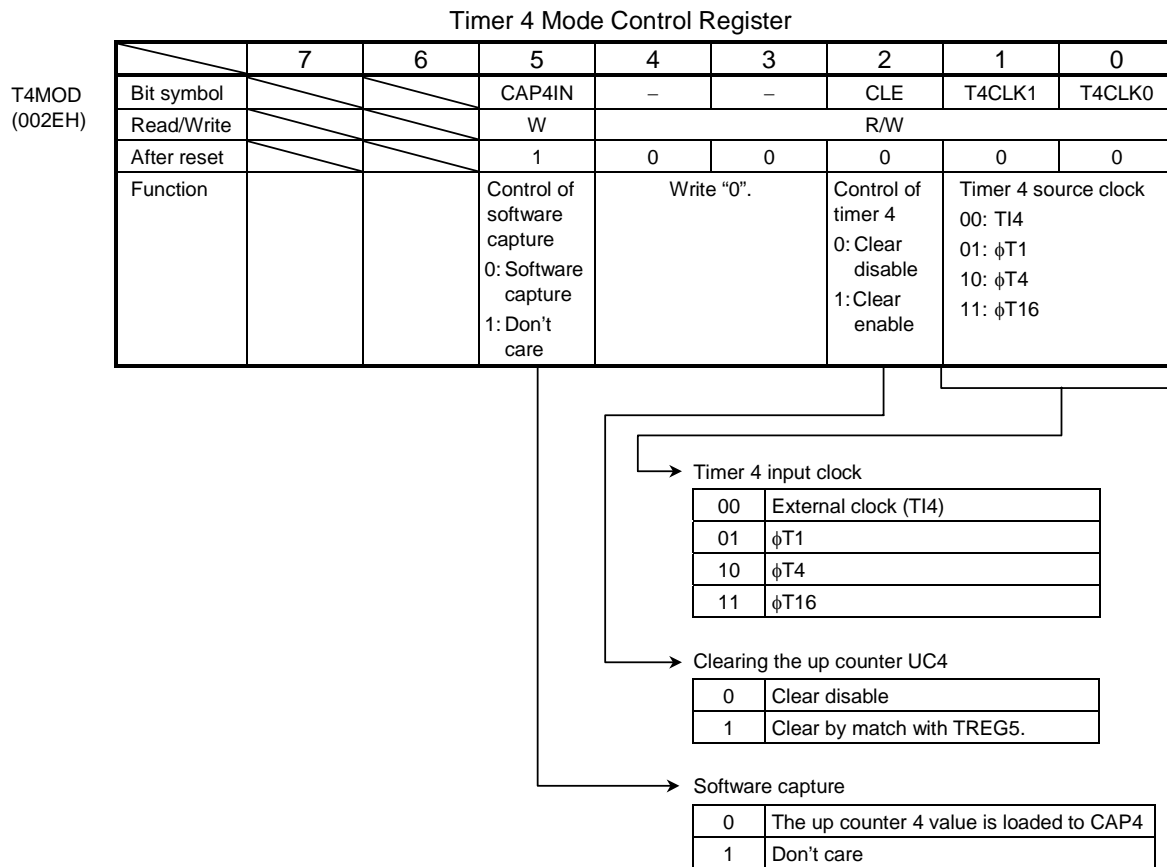 Timer 4 Mode Control Register
7 6 5 4 3 2 1 0
T4MOD
(002EH)
Bit symbol CAP4IN – – CLE T4CLK1 T4CLK0
Read/Write W R/W
After reset 1 0 0 0 0 0
Function
Control of
software
capture
0: Software
capture
1: Don't
care
Write “0”.
Control of
timer 4
0: Clear
disable
1: Clear
enable
Timer 4 source clock
00: TI4
01: ϕT1
10: ϕT4
11: ϕT16
Timer 4 input clock
00 External clock (TI4)
01 ϕT1
10 ϕT4
11 ϕT16
Clearing the up counter UC4
0 Clear disable
1 Clear by match with TREG5.
Software capture
0 The up counter 4 value is loaded to CAP4
1 Don't care